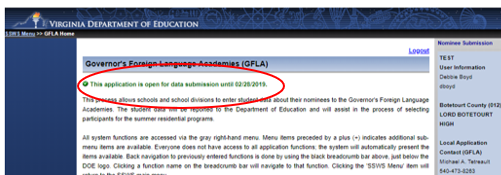 VIRGINIA DEPARTMENT OF EDUCATION
SSWS Menu >> GFLA Home
Logout
Governor's Foreign Language Academies (GFLA)
This application is open for data submission until 02/20/2019.
This process allows schools and school divisions to enter student data about their nominees to the Governor's Foreign Language
Academies. The student data will be reported to the Department of Education and will assist in the process of selecting
participants for the summer residential programs.
All system functions are accessed via the gray right-hand menu. Menu items preceded by a plus (+) indicates additional sub-
menu items are available. Everyone does not have access to all application functions; the system will automatically present the
items available. Back navigation to previously entered functions is done by using the black breadcrumb bar above, just below the
DOE logo. Clicking a function name on the breadcrumb bar will navigate to that function. Clicking the 'SSWS Menu' item will
return to the SSWS main menu.
Nominee Submission
TEST
User Information
Debbie Boyd
dboyd
Botetourt County (012)
LORD BOTETOURT
HIGH
Local Application
Contact (GFLA)
Michael A. Tetreault
540-473-8263